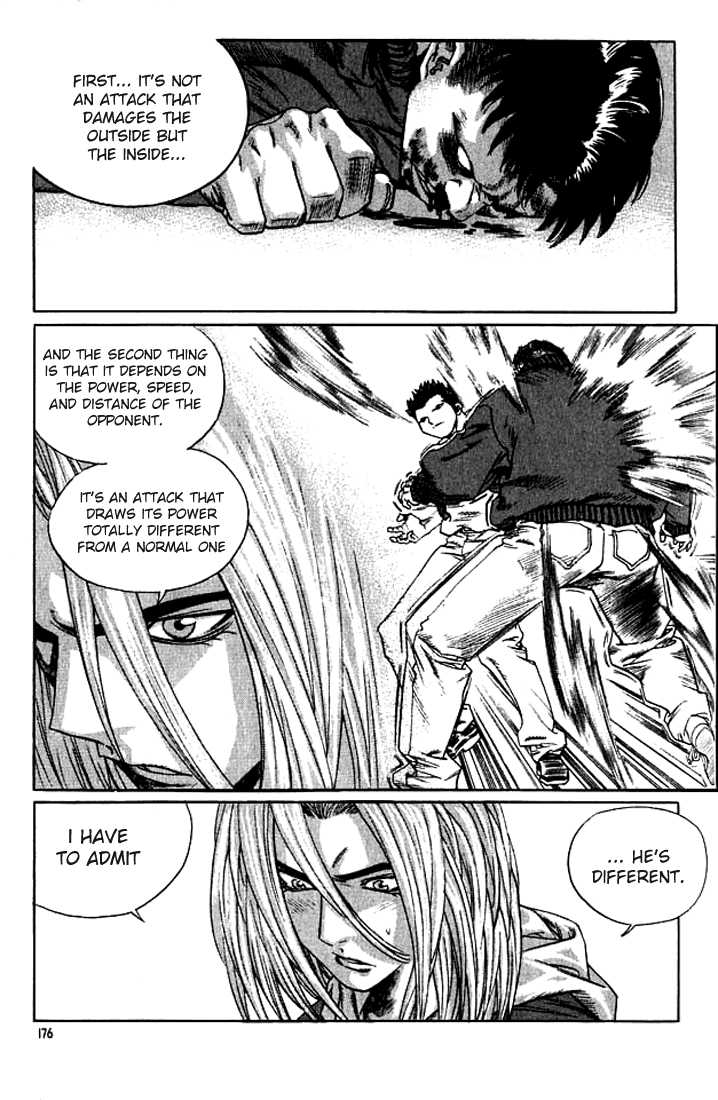 FIRST... IT'S NOT
AN ATTACK THAT
DAMAGES THE
OUTSIDE BUT
THE INSIDE...
AND THE SECOND THING
IS THAT IT DEPENDS ON
THE POWER, SPEED,
AND DISTANCE OF THE
OPPONENT.
IT'S AN ATTACK THAT
DRAWS ITS POWER
TOTALLY DIFFERENT
FROM A NORMAL ONE
I HAVE
TO ADMIT
... HE'S
DIFFERENT.
176